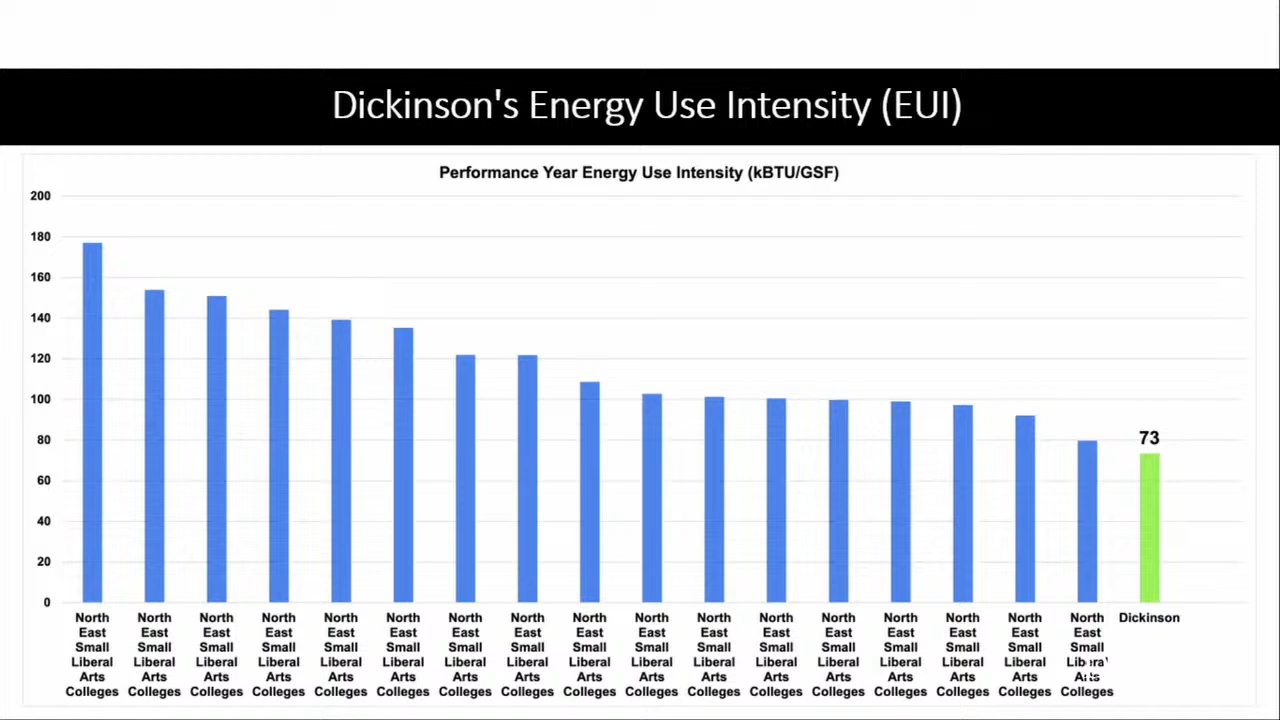 Dickinson's Energy Use Intensity (EUI)
Performance Year Energy Use Intensity (kBTU/GSF)
200
180
160
140
120
100
80
60
40
20
0
73
North North North North North North North North North North North North North North North North North Dickinson
East East East East East East East East East East East East East East East East East
Small Small Small Small Small Small Small Small Small Small Small Small Small Small Small Small Small
Liberal Liberal Liberal Liberal Liberal Liberal Liberal Liberal Liberal Liberal Liberal Liberal Liberal Liberal Liberal Liberal
Arts Arts Arts Arts Arts Arts Arts Arts Arts Arts Arts Arts Arts Arts Arts Arts
Colleges Colleges Colleges Colleges Colleges Colleges Colleges Colleges Colleges Colleges Colleges Colleges Colleges Colleges Colleges Colleges Colleges